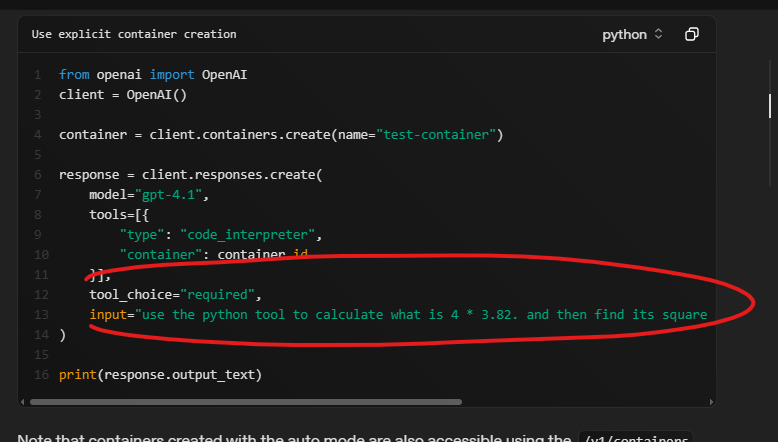 Use explicit container creation
python
1 from openai import OpenAI
2 client = OpenAI()
3
4 container = client.containers.create(name="test-container")
5
6 response = client.responses.create(
7 model="gpt-4.1",
8 tools=[{
9 "type": "code_interpreter",
10 "container": container.id
11 }],
12 tool_choice="required",
13 input="use the python tool to calculate what is 4 * 3.82. and then find its square
14 )
15
16 print(response.output_text)
Note that containers created with the auto mode are also accessible using the /v1/containers